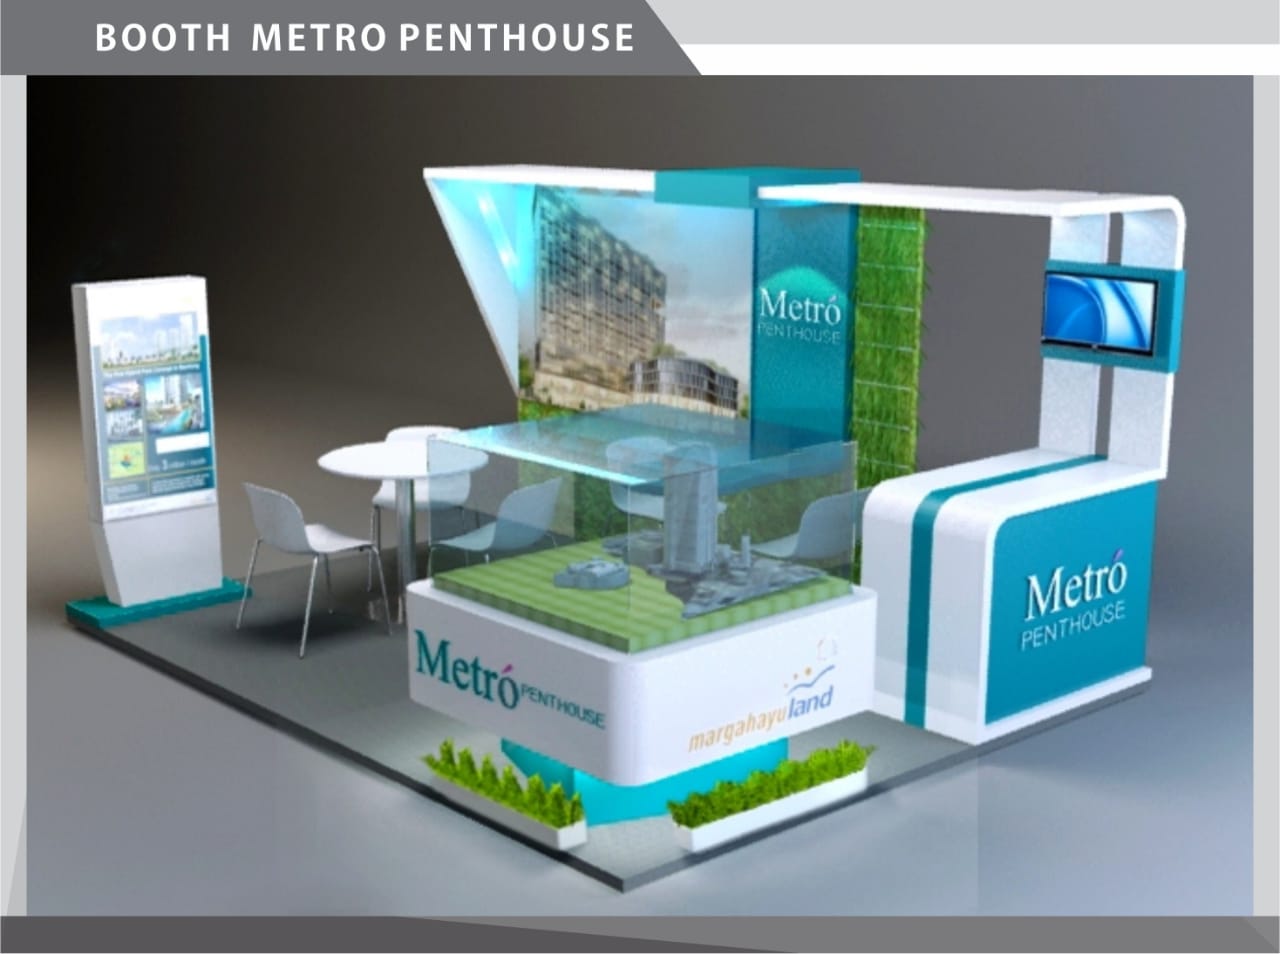 BOOTH METRO PENTHOUSE
Metró
PENTHOUSE
Metró
PENTHOUSE
Metró PENTHOUSE
margahayuland